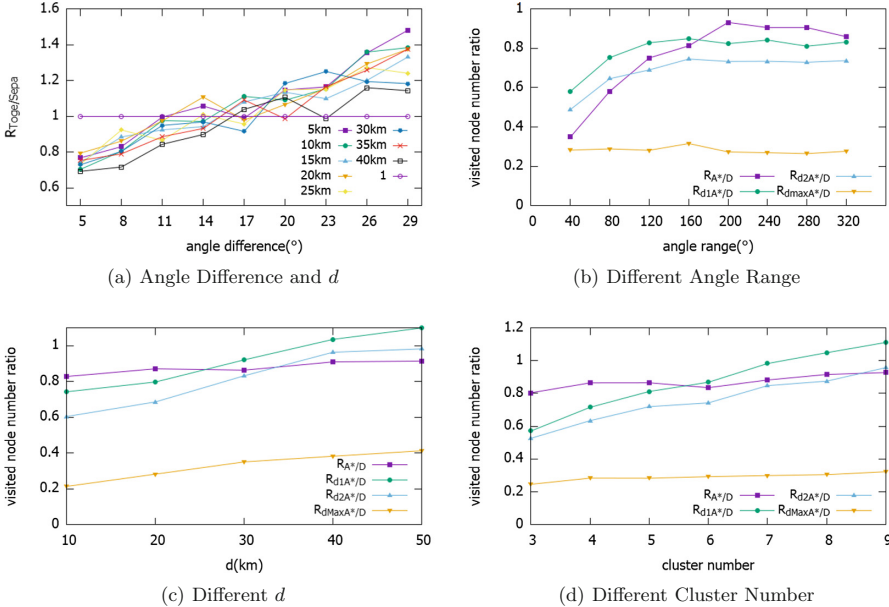 R_Toge/Sepa
1.6
1.4
1.2
1
0.8
0.6
5km
10km
15km
20km
25km
30km
35km
40km
1
5 8 11 14 17 20 23 26 29
angle difference(°)
(a) Angle Difference and d
visited node number ratio
1
0.8
0.6
0.4
0.2
0
R_A*/D
R_d1A*/D
R_d2A*/D
R_dmaxA*/D
0 40 80 120 160 200 240 280 320
angle range(°)
(b) Different Angle Range
visited node number ratio
1
0.8
0.6
0.4
0.2
0
R_A*/D
R_d1A*/D
R_d2A*/D
R_dMaxA*/D
10 20 30 40 50
d(km)
(c) Different d
visited node number ratio
1.2
1
0.8
0.6
0.4
0.2
0
R_A*/D
R_d1A*/D
R_d2A*/D
R_dMaxA*/D
3 4 5 6 7 8 9
cluster number
(d) Different Cluster Number